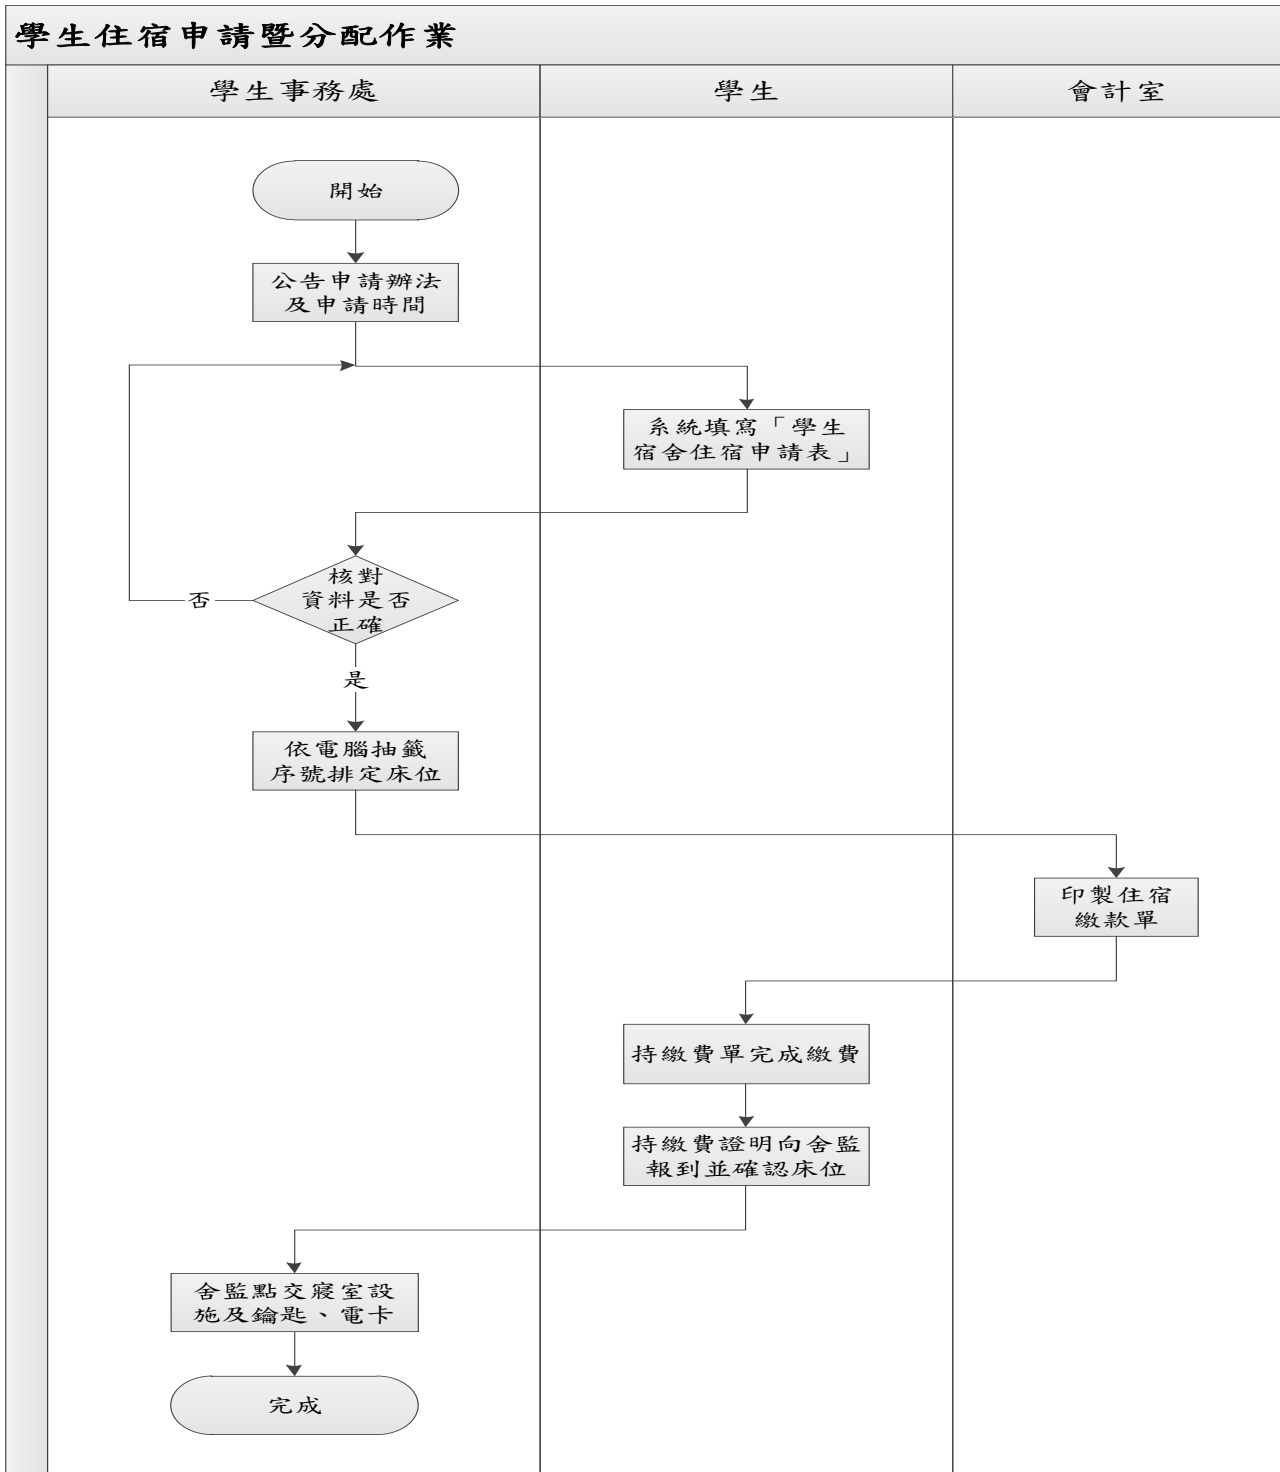 學生住宿申請暨分配作業
學生事務處
學生
會計室
開始
公告申請辦法
及申請時間
系統填寫「學生
宿舍住宿申請表」
核對
資料是否
正確
否
是
依電腦抽籤
序號排定床位
印製住宿
繳款單
持繳費單完成繳費
持繳費證明向舍監
報到並確認床位
舍監點交寢室設
施及鑰匙、電卡
完成